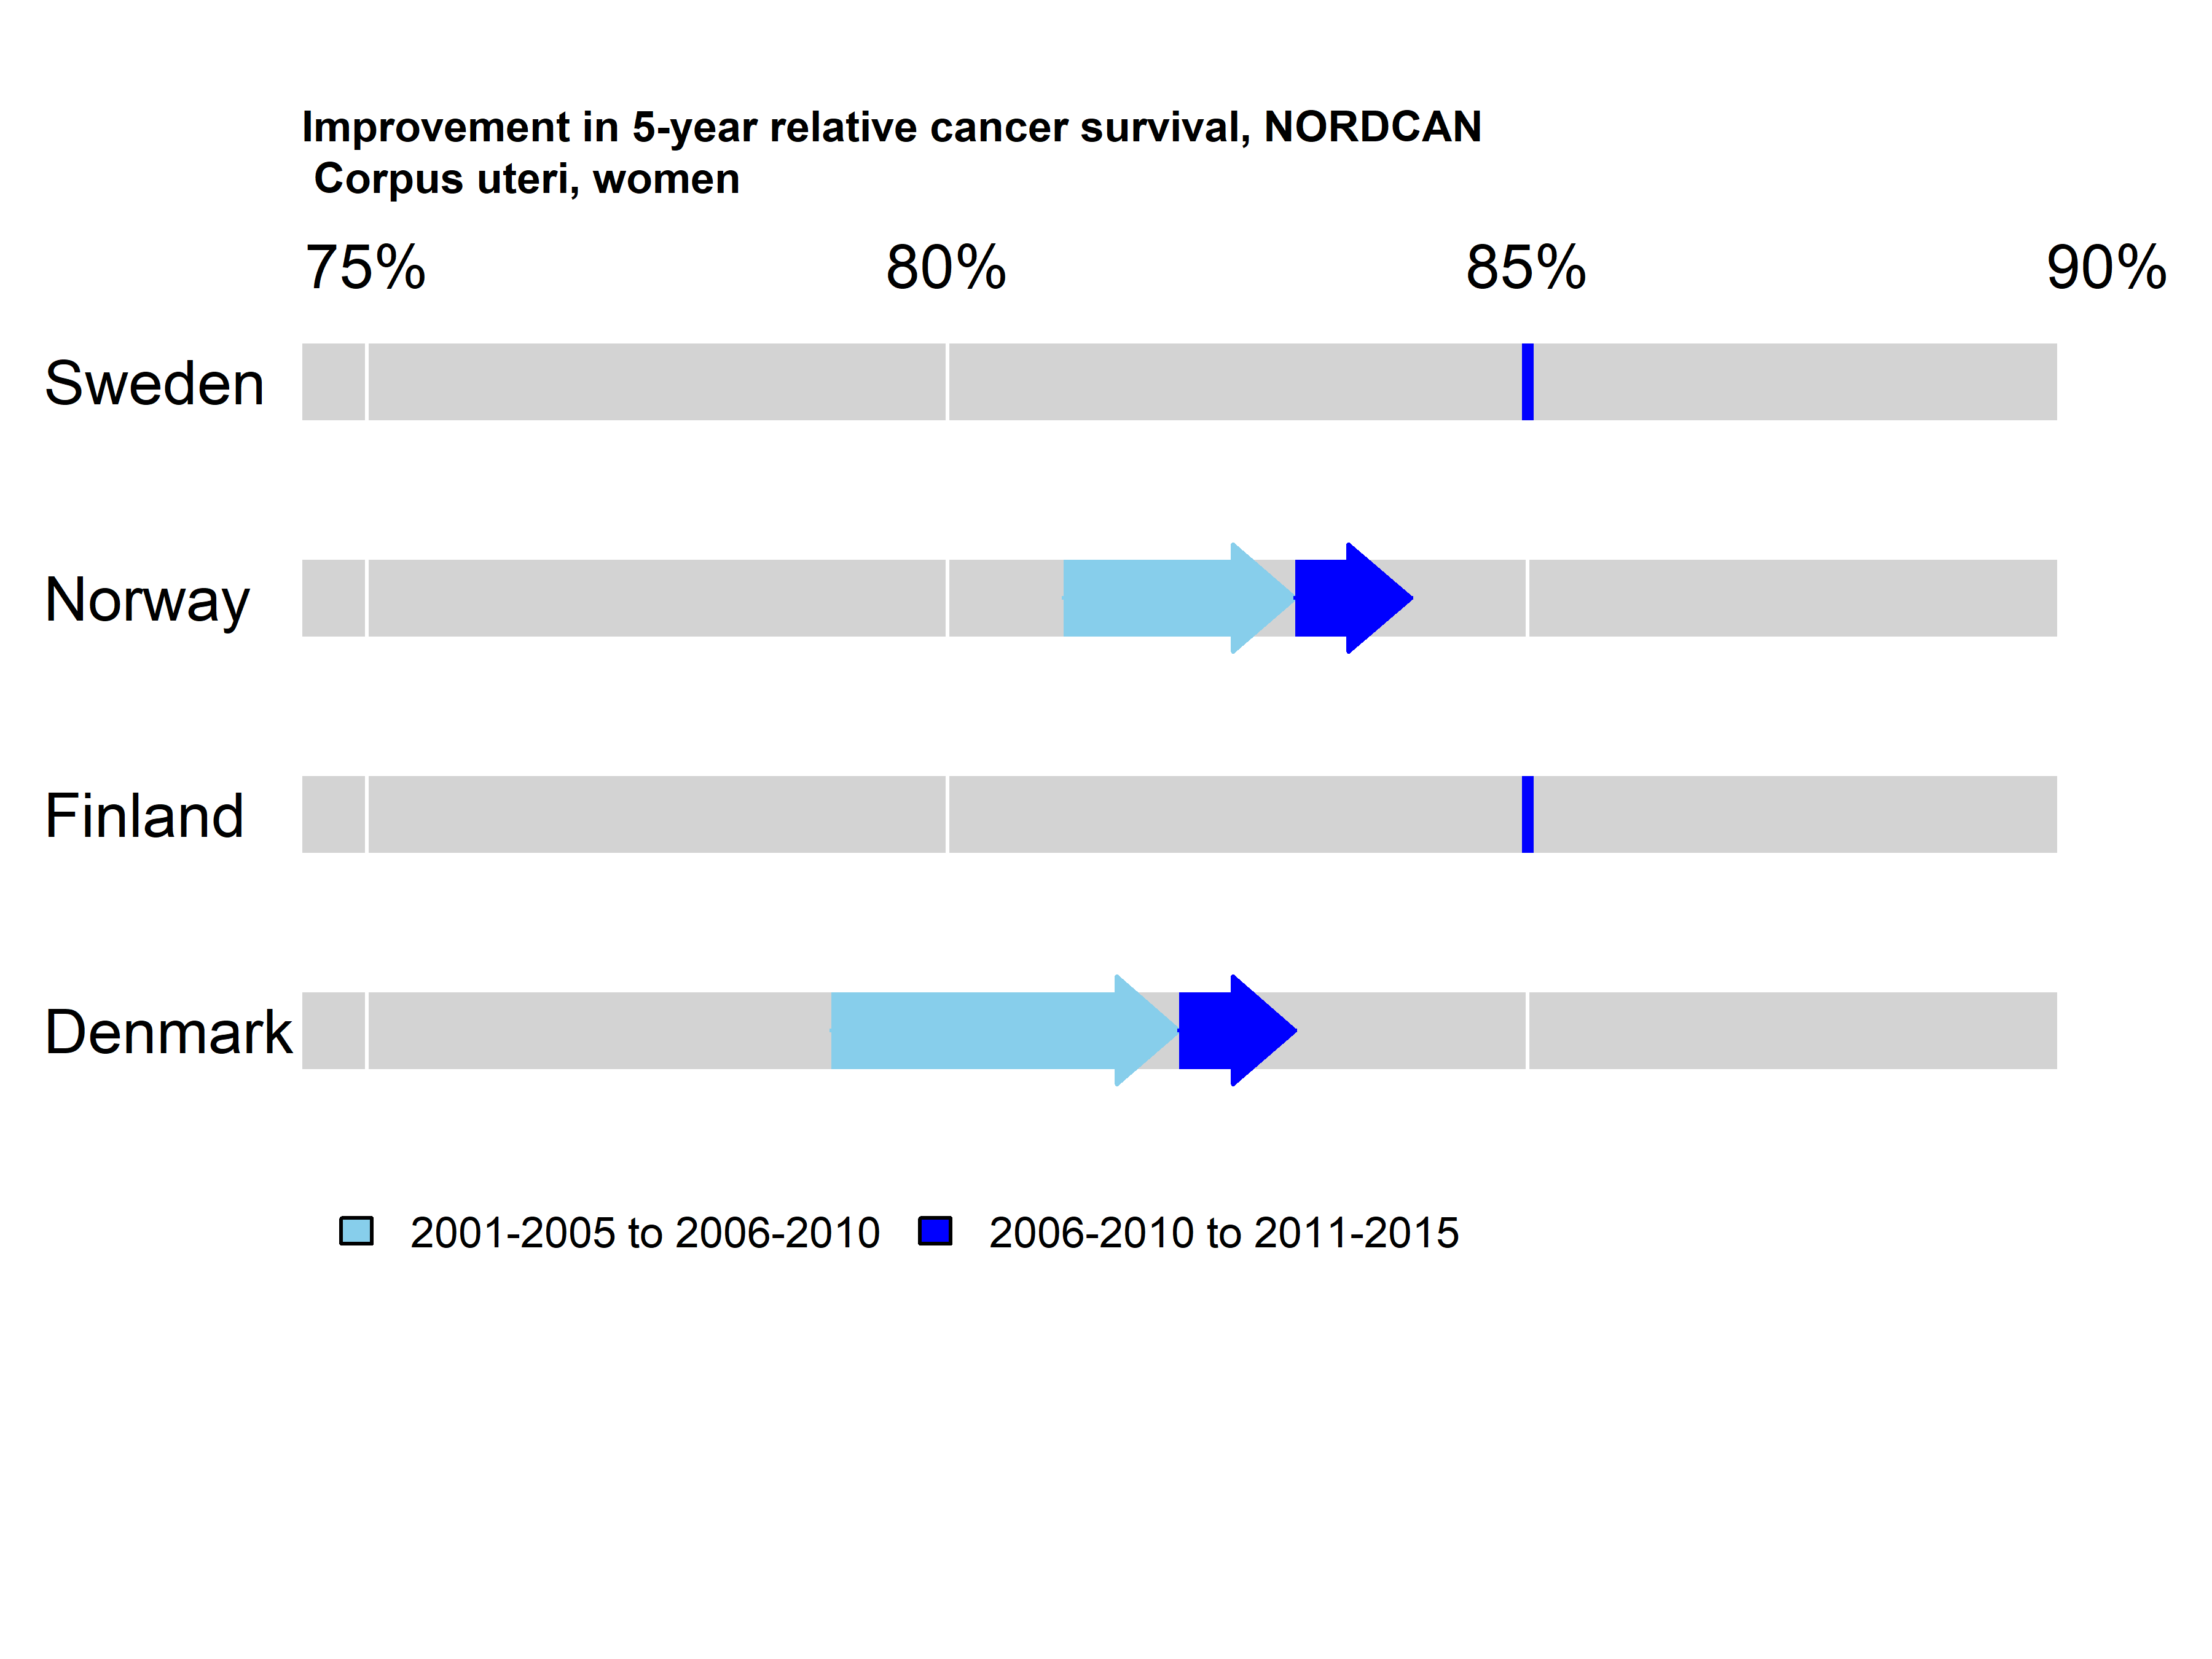 Improvement in 5-year relative cancer survival, NORDCAN
Corpus uteri, women
75% 80% 85% 90%
Sweden
Norway
Finland
Denmark
2001-2005 to 2006-2010 2006-2010 to 2011-2015